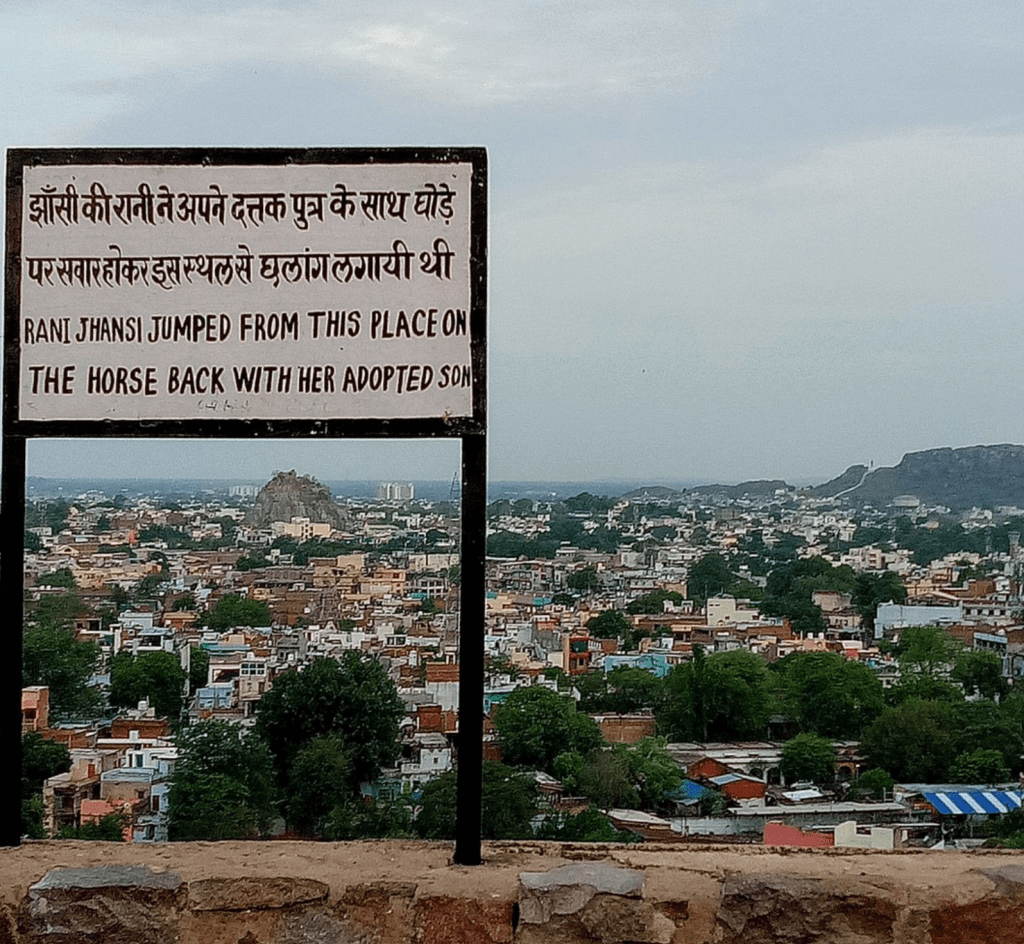 झाँसी की रानी ने अपने दत्तक पुत्र के साथ घोड़े
पर सवार होकर इस स्थल से छलांग लगायी थी
RANI JHANSI JUMPED FROM THIS PLACE ON
THE HORSE BACK WITH HER ADOPTED SON